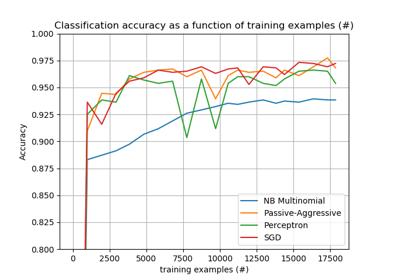 Classification accuracy as a function of training examples (#)
1.000
0.975
0.950
0.925
0.900
0.875
0.850
0.825
0.800
Accuracy
NB Multinomial
Passive-Aggressive
Perceptron
SGD
0 2500 5000 7500 10000 12500 15000 17500
training examples (#)